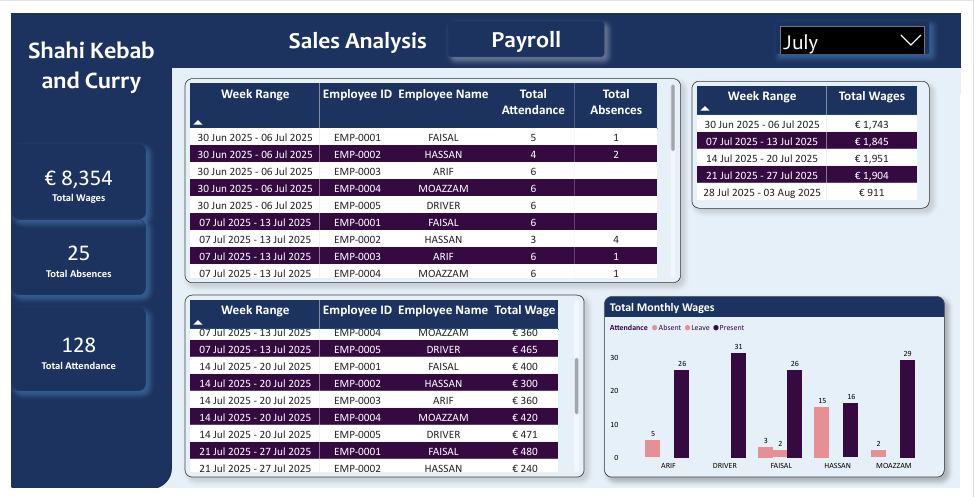 Shahi Kebab
and Curry
Sales Analysis
Payroll
July
€ 8,354
Total Wages
25
Total Absences
128
Total Attendance
Week Range Employee ID Employee Name Total Attendance Total Absences
30 Jun 2025 - 06 Jul 2025 EMP-0001 FAISAL 5 1
30 Jun 2025 - 06 Jul 2025 EMP-0002 HASSAN 4 2
30 Jun 2025 - 06 Jul 2025 EMP-0003 ARIF 6
30 Jun 2025 - 06 Jul 2025 EMP-0004 MOAZZAM 6
30 Jun 2025 - 06 Jul 2025 EMP-0005 DRIVER 6
07 Jul 2025 - 13 Jul 2025 EMP-0001 FAISAL 6
07 Jul 2025 - 13 Jul 2025 EMP-0002 HASSAN 3 4
07 Jul 2025 - 13 Jul 2025 EMP-0003 ARIF 6 1
07 Jul 2025 - 13 Jul 2025 EMP-0004 MOAZZAM 6 1
Week Range Total Wages
30 Jun 2025 - 06 Jul 2025 € 1,743
07 Jul 2025 - 13 Jul 2025 € 1,845
14 Jul 2025 - 20 Jul 2025 € 1,951
21 Jul 2025 - 27 Jul 2025 € 1,904
28 Jul 2025 - 03 Aug 2025 € 911
Week Range Employee ID Employee Name Total Wage
07 Jul 2025 - 13 Jul 2025 EMP-0004 MOAZZAM € 360
07 Jul 2025 - 13 Jul 2025 EMP-0005 DRIVER € 465
14 Jul 2025 - 20 Jul 2025 EMP-0001 FAISAL € 400
14 Jul 2025 - 20 Jul 2025 EMP-0002 HASSAN € 300
14 Jul 2025 - 20 Jul 2025 EMP-0003 ARIF € 360
14 Jul 2025 - 20 Jul 2025 EMP-0004 MOAZZAM € 420
14 Jul 2025 - 20 Jul 2025 EMP-0005 DRIVER € 471
21 Jul 2025 - 27 Jul 2025 EMP-0001 FAISAL € 480
21 Jul 2025 - 27 Jul 2025 EMP-0002 HASSAN € 240
Total Monthly Wages
Attendance Absent Leave Present
30
20
10
0
5 26 31 3 2 26 15 16 2 29
ARIF DRIVER FAISAL HASSAN MOAZZAM